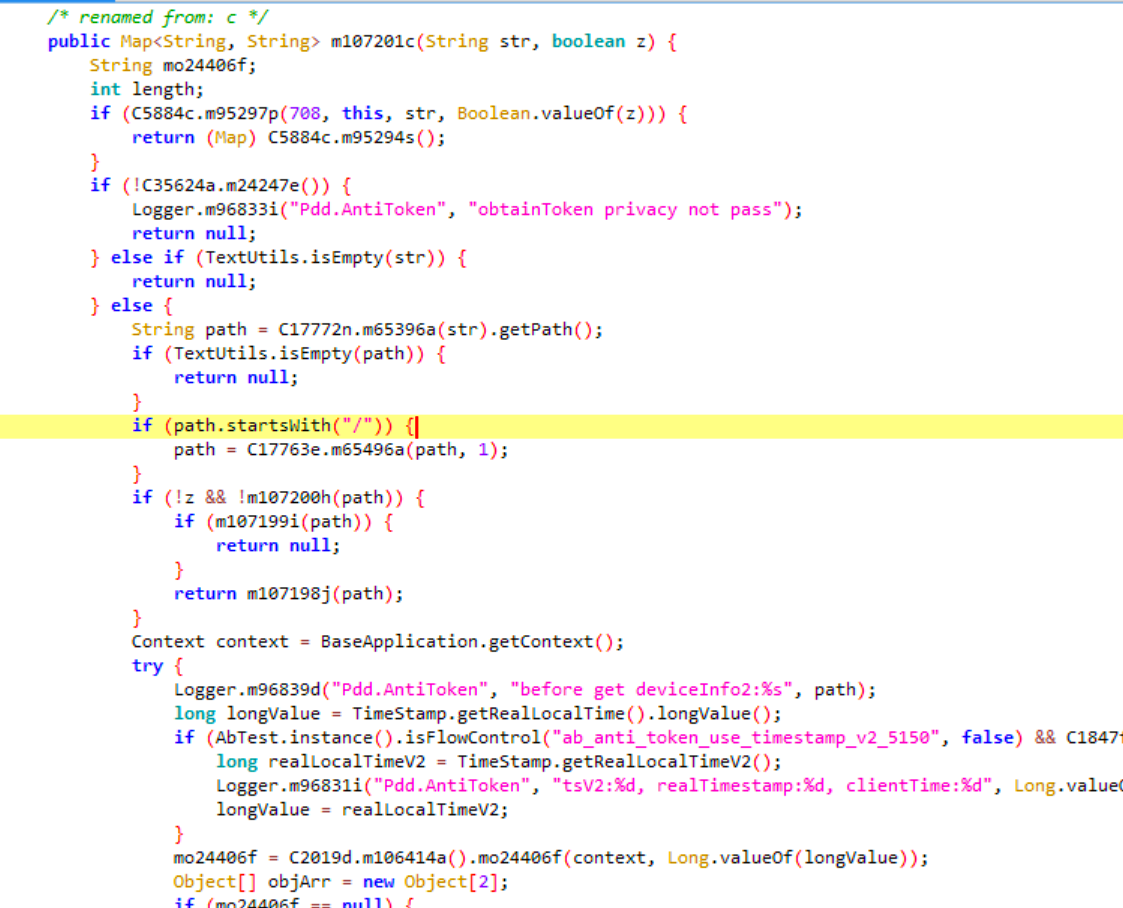 /* renamed from: c */
public Map<String, String> m107201c(String str, boolean z) {
String mo24406f;
int length;
if (C5884c.m95297p(708, this, str, Boolean.valueOf(z))) {
return (Map) C5884c.m95294s();
}
if (!C35624a.m24247e()) {
Logger.m96833i("Pdd.AntiToken", "obtainToken privacy not pass");
return null;
} else if (TextUtils.isEmpty(str)) {
return null;
} else {
String path = C17772n.m65396a(str).getPath();
if (TextUtils.isEmpty(path)) {
return null;
}
if (path.startsWith("/")) {
path = C17763e.m65496a(path, 1);
}
if (!z && !m107200h(path)) {
if (m107199i(path)) {
return null;
}
return m107198j(path);
}
Context context = BaseApplication.getContext();
try {
Logger.m96839d("Pdd.AntiToken", "before get deviceInfo2:%s", path);
long longValue = TimeStamp.getRealLocalTime().longValue();
if (AbTest.instance().isFlowControl("ab_anti_token_use_timestamp_v2_5150", false) && C1847f
long realLocalTimeV2 = TimeStamp.getRealLocalTimeV2();
Logger.m96831i("Pdd.AntiToken", "tsV2:%d, realTimestamp:%d, clientTime:%d", Long.value
longValue = realLocalTimeV2;
}
mo24406f = C2019d.m106414a().mo24406f(context, Long.valueOf(longValue));
Object[] objArr = new Object[2];
if (mo24406f == null) {